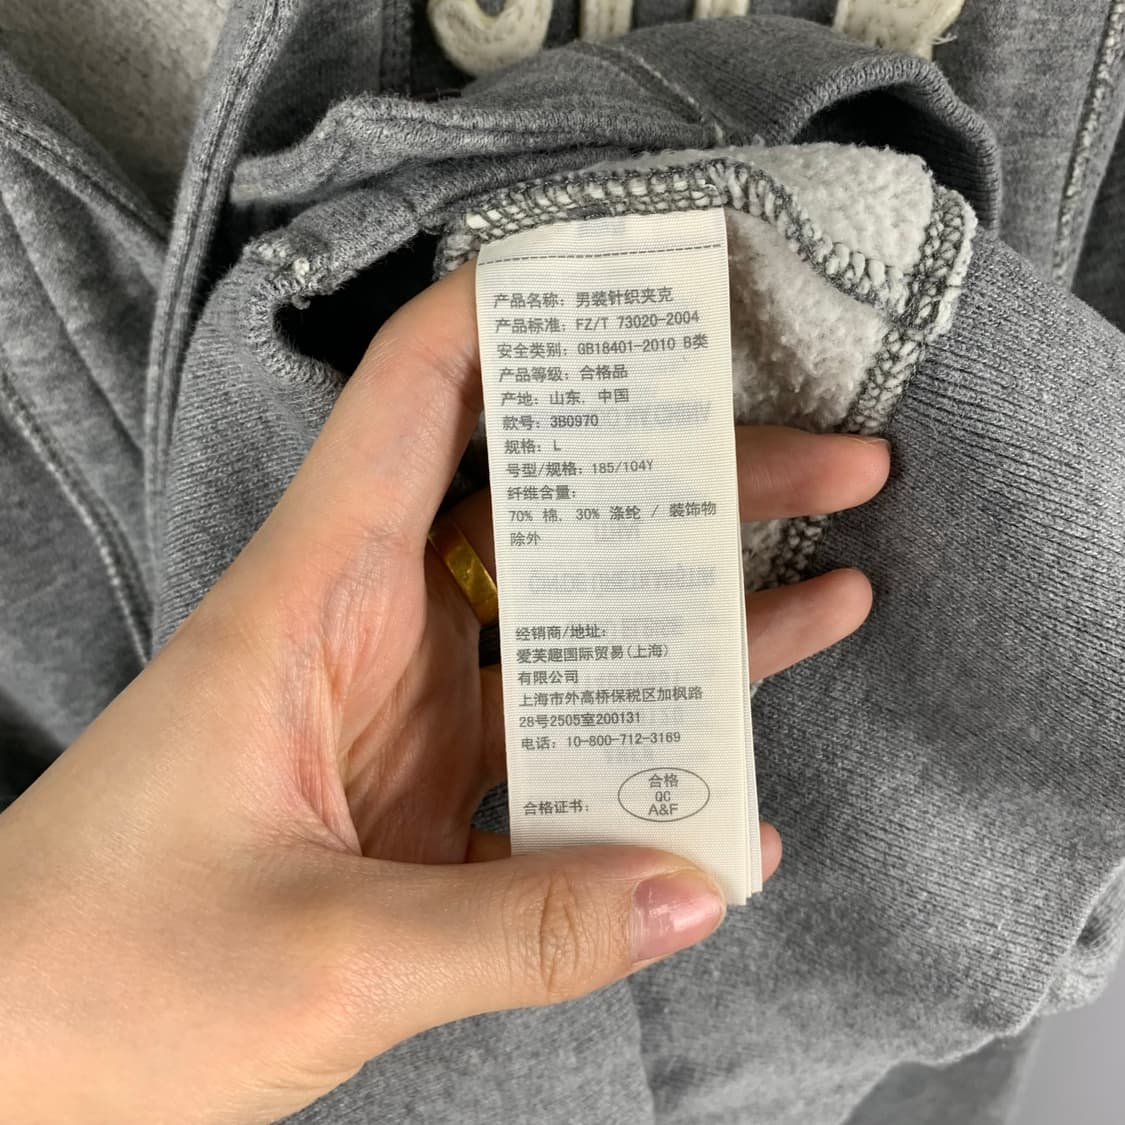 产品名称: 男装针织夹克
产品标准: FZ/T 73020-2004
安全类别: GB18401-2010 B类
产品等级: 合格品
产地: 山东, 中国
款号: 3B0970
规格: L
号型/规格: 185/104Y
纤维含量:
70% 棉, 30% 涤纶 / 装饰物
除外
经销商/地址:
爱芙趣国际贸易(上海)
有限公司
上海市外高桥保税区加枫路
28号2505室200131
电话: 10-800-712-3169
合格证书:
合格
QC
A&F